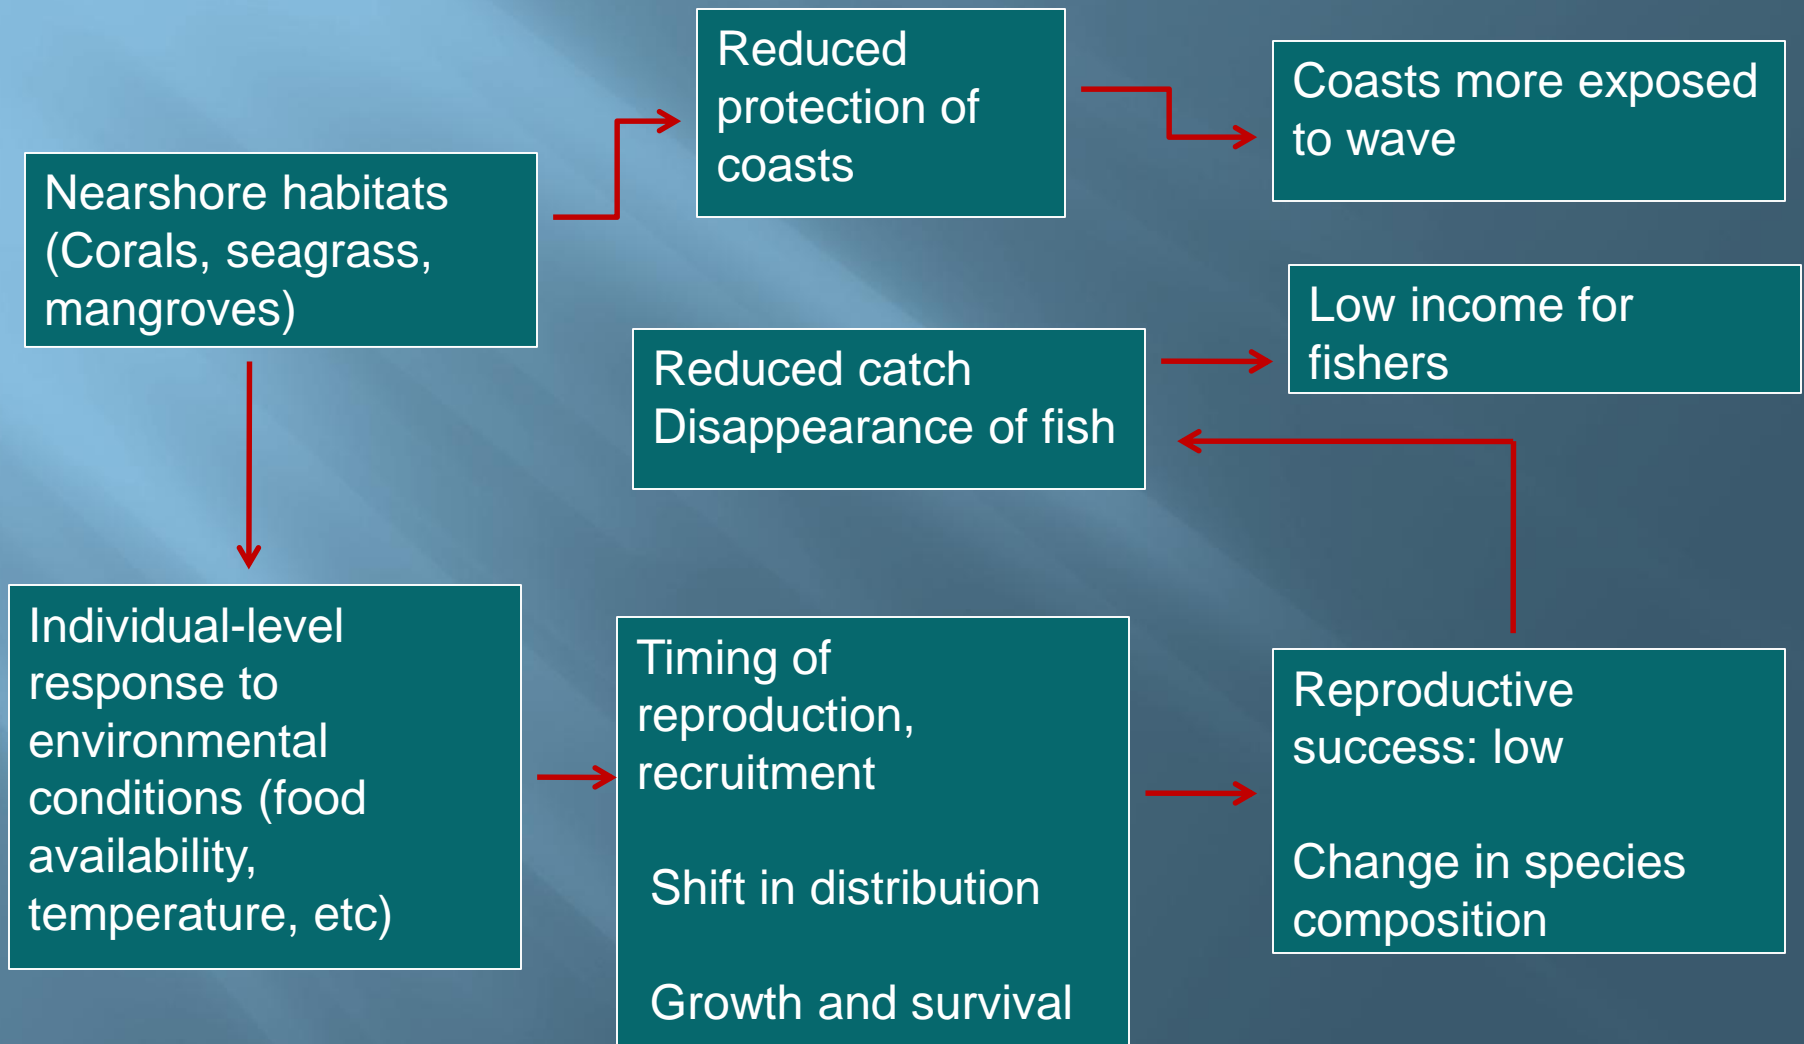 Reduced
protection of
coasts
Coasts more exposed
to wave
Nearshore habitats
(Corals, seagrass,
mangroves)
Low income for
fishers
Reduced catch
Disappearance of fish
Individual-level
response to
environmental
conditions (food
availability,
temperature, etc)
Timing of
reproduction,
recruitment
Shift in distribution
Growth and survival
Reproductive
success: low
Change in species
composition